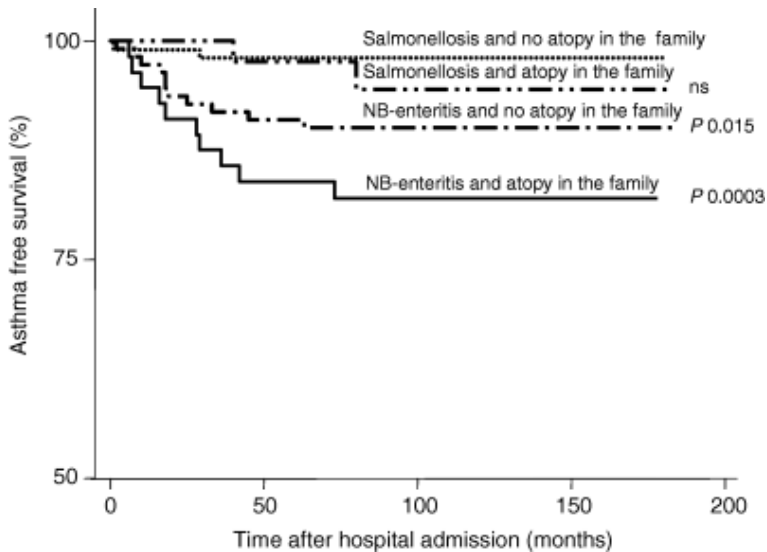 100
75
50
0
50
100
150
200
Asthma free survival (%)
Time after hospital admission (months)
Salmonellosis and no atopy in the family
Salmonellosis and atopy in the family
ns
NB-enteritis and no atopy in the family
P 0.015
NB-enteritis and atopy in the family
P 0.0003